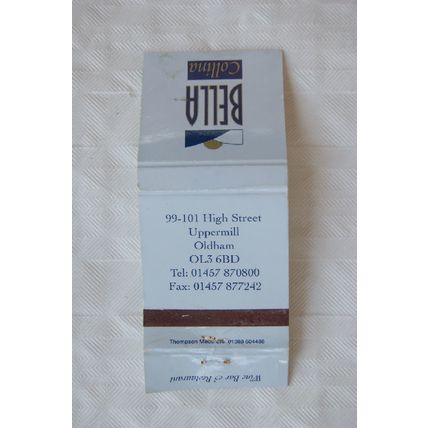 BELLA
Collina
99-101 High Street
Uppermill
Oldham
OL3 6BD
Tel: 01457 870800
Fax: 01457 877242
Thompson
Wine Bar & Restaurant